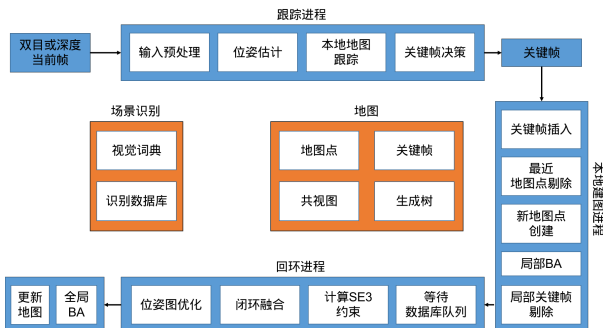 跟踪进程
双目或深度
当前帧
输入预处理
位姿估计
本地地图
跟踪
关键帧决策
关键帧
场景识别
视觉词典
识别数据库
地图
地图点
关键帧
共视图
生成树
本地建图进程
关键帧插入
最近
地图点剔除
新地图点
创建
局部BA
局部关键帧
剔除
回环进程
更新
地图
全局
BA
位姿图优化
闭环融合
计算SE3
约束
等待
数据库队列